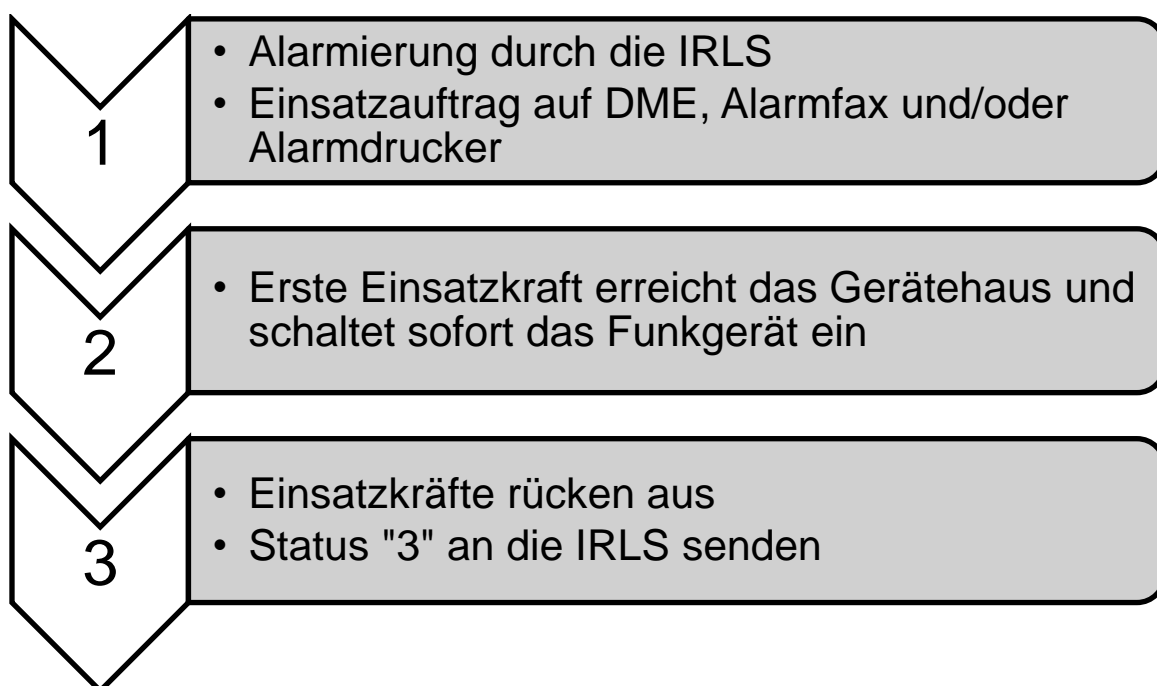 1
• Alarmierung durch die IRLS
• Einsatzauftrag auf DME, Alarmfax und/oder
Alarmdrucker
2
• Erste Einsatzkraft erreicht das Gerätehaus und
schaltet sofort das Funkgerät ein
3
• Einsatzkräfte rücken aus
• Status "3" an die IRLS senden